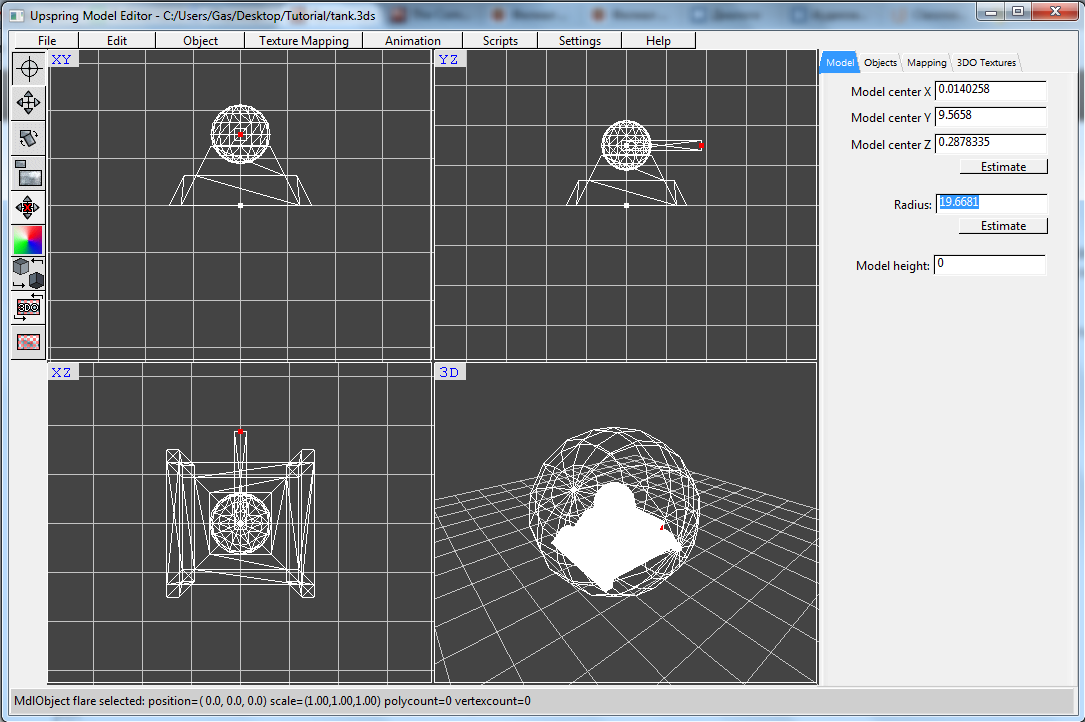 Upspring Model Editor - C:/Users/Gas/Desktop/Tutorial/tank.3ds
File Edit Object Texture Mapping Animation Scripts Settings Help
XY
YZ
XZ
3D
3DO
Model Objects Mapping 3DO Textures
Model center X 0.0140258
Model center Y 9.5658
Model center Z 0.2878335
Estimate
Radius: 19.6681
Estimate
Model height: 0
MdlObject flare selected: position=( 0.0, 0.0, 0.0) scale=(1.00,1.00,1.00) polycount=0 vertexcount=0